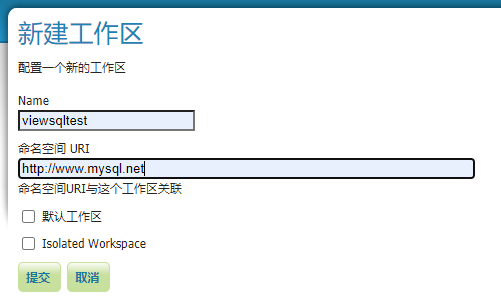 新建工作区
配置一个新的工作区
Name
viewsqltest
命名空间 URI
http://www.mysql.net
命名空间URI与这个工作区关联
默认工作区
Isolated Workspace
提交 取消